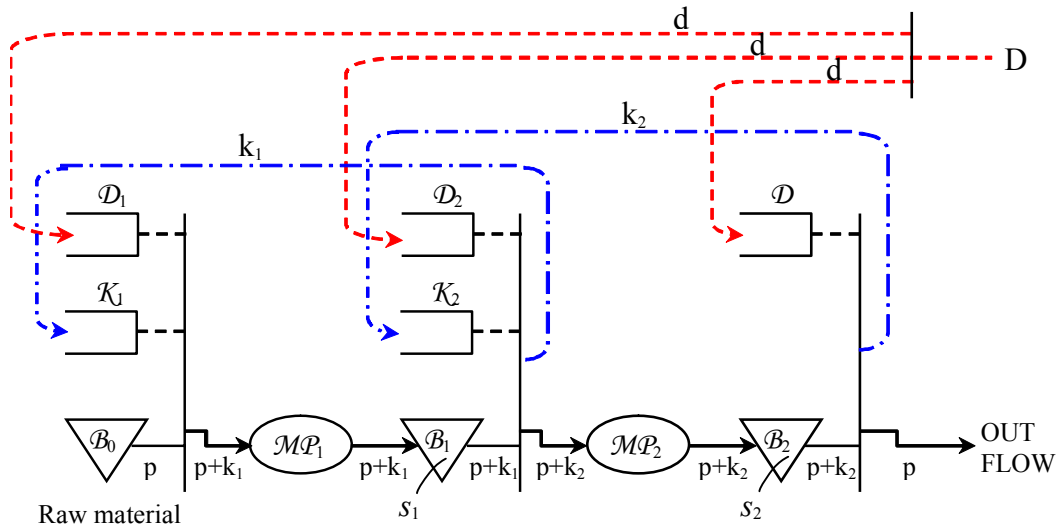 d
d
D
d
k₂
k₁
𝒟₁
𝒟₂
𝒟
𝒦₁
𝒦₂
ℬ₀
ℳ𝒫₁
ℬ₁
ℳ𝒫₂
ℬ₂
OUT
FLOW
p
p+k₁
p+k₁
p+k₁
p+k₂
p+k₂
p+k₂
p
s₁
s₂
Raw material